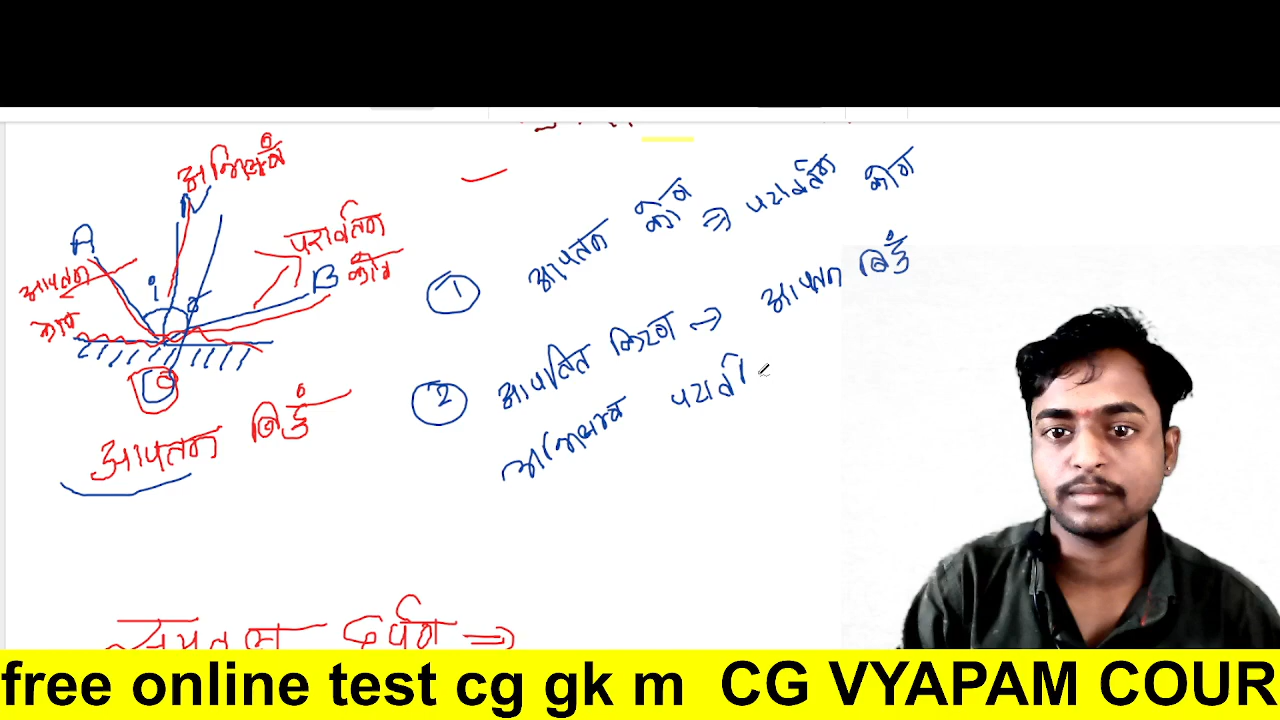 अभिलंब
N
A
परावर्तित
कोण
B
आपतन
कोण
i
आपतन बिंदु
1 आपतन कोण ⇒ परावर्तन कोण
2 आपतित किरण → आपतन बिंदु
अभिलम्ब परावर्ति
समतल दर्पण ⇒
free online test cg gk m CG VYAPAM COUR